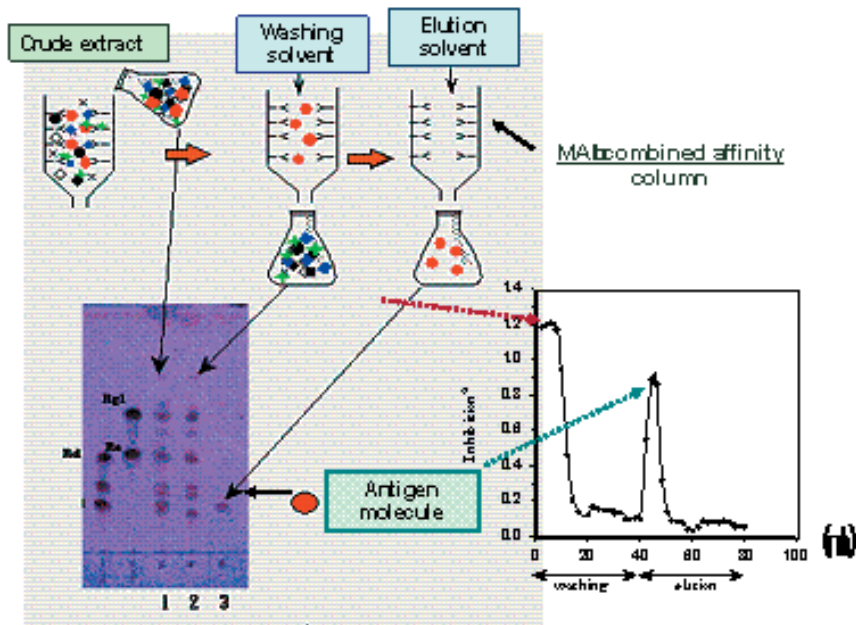 Crude extract
Washing
solvent
Elution
solvent
MAb combined affinity
column
Rg1
Re
Rd
Antigen
molecule
1 2 3
Inhibition
1.4
1.2
1.0
0.8
0.6
0.4
0.2
0.0
0 20 40 60 80 100
washing elution